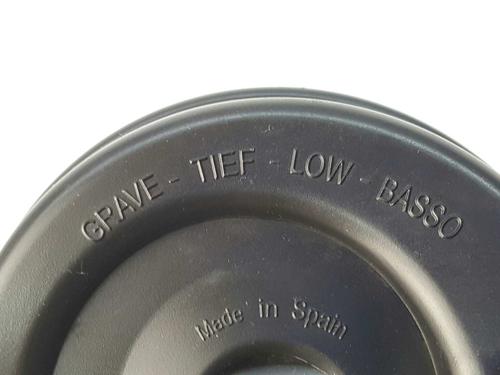 GRAVE - TIEF - LOW - BASSO
Made in Spain